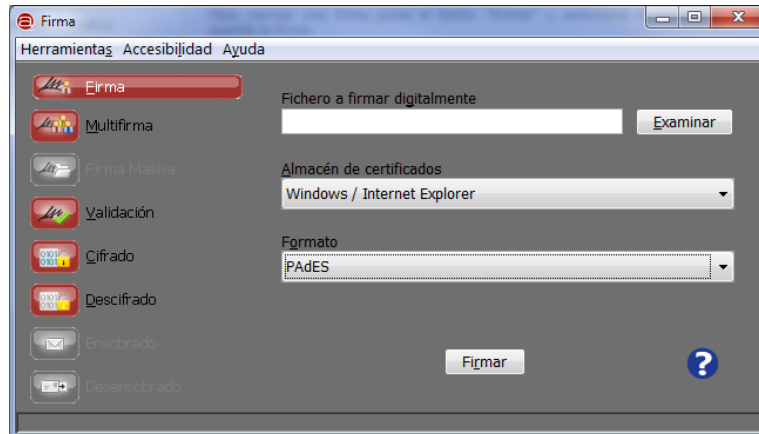 Firma
Herramientas Accesibilidad Ayuda
Firma
Multifirma
Firma Masiva
Validación
Cifrado
Descifrado
Ensobrado
Desensobrado
Fichero a firmar digitalmente
Examinar
Almacén de certificados
Windows / Internet Explorer
Formato
PAdES
Firmar
?